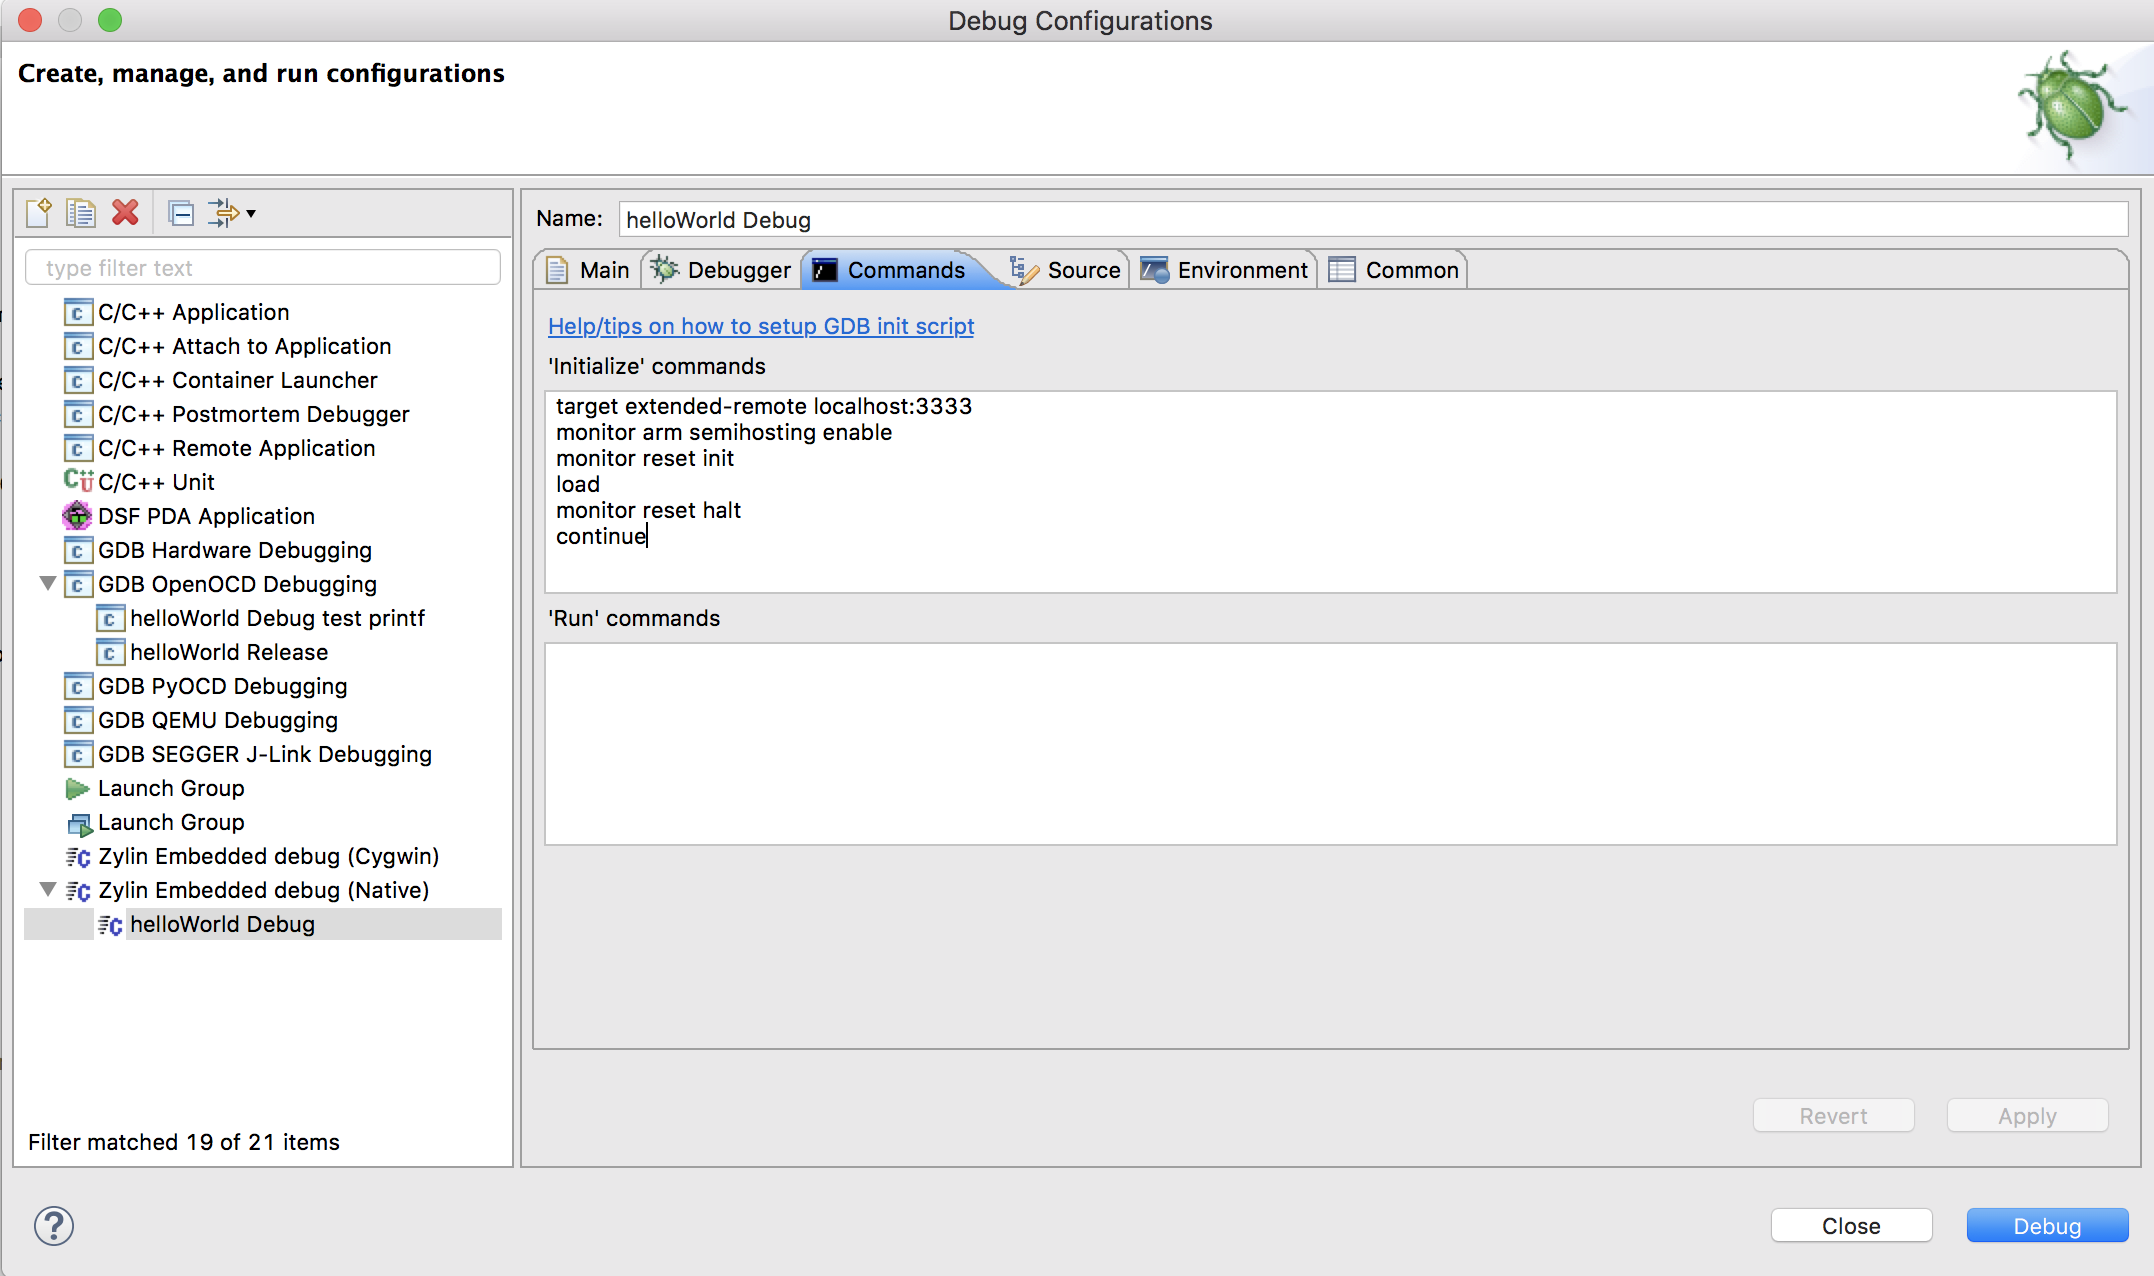 Debug Configurations
Create, manage, and run configurations
type filter text
C/C++ Application
C/C++ Attach to Application
C/C++ Container Launcher
C/C++ Postmortem Debugger
C/C++ Remote Application
C/C++ Unit
DSF PDA Application
GDB Hardware Debugging
GDB OpenOCD Debugging
helloWorld Debug test printf
helloWorld Release
GDB PyOCD Debugging
GDB QEMU Debugging
GDB SEGGER J-Link Debugging
Launch Group
Launch Group
Zylin Embedded debug (Cygwin)
Zylin Embedded debug (Native)
helloWorld Debug
Filter matched 19 of 21 items
Name: helloWorld Debug
Main Debugger Commands Source Environment Common
Help/tips on how to setup GDB init script
'Initialize' commands
target extended-remote localhost:3333
monitor arm semihosting enable
monitor reset init
load
monitor reset halt
continue
'Run' commands
Revert Apply
? Close Debug